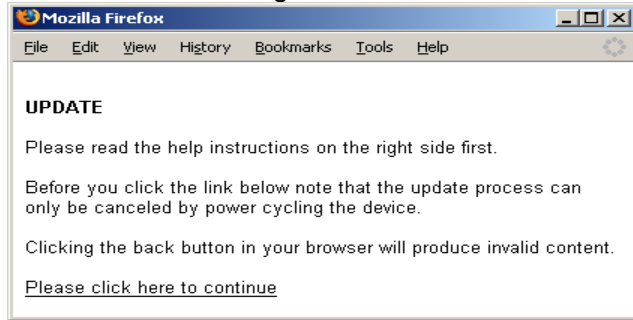 Mozilla Firefox
File Edit View History Bookmarks Tools Help
UPDATE
Please read the help instructions on the right side first.
Before you click the link below note that the update process can
only be canceled by power cycling the device.
Clicking the back button in your browser will produce invalid content.
Please click here to continue